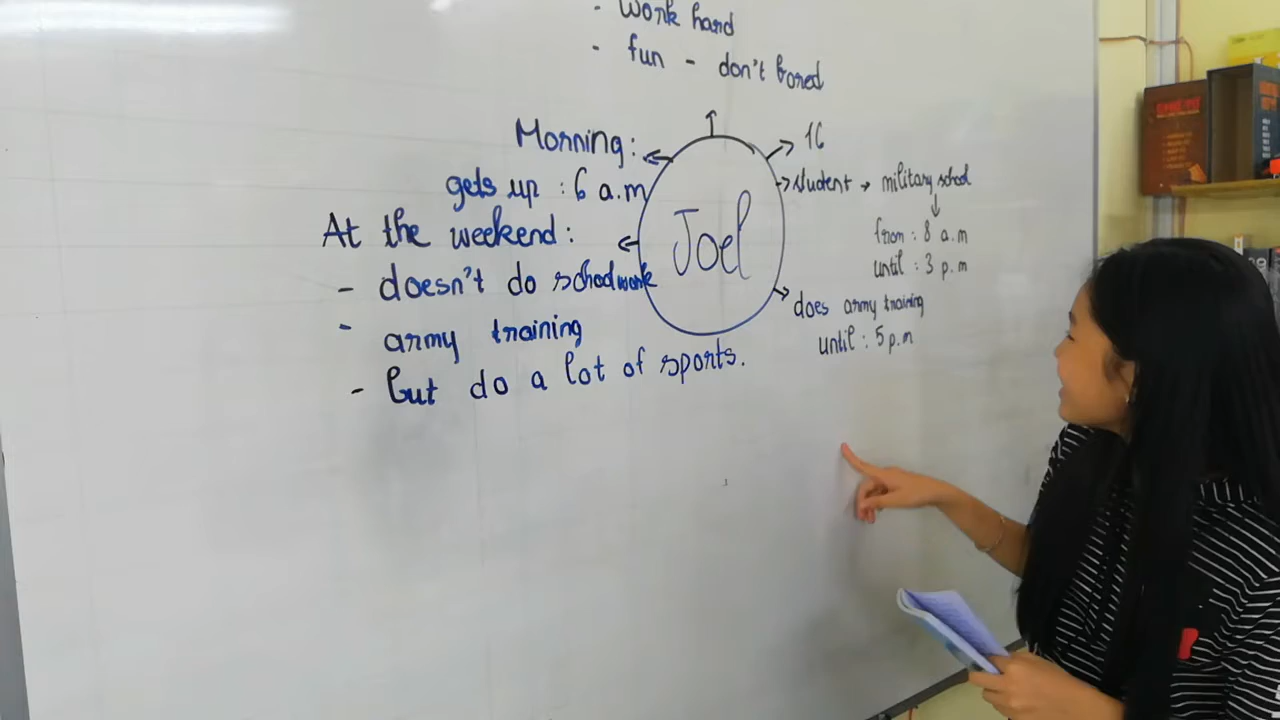 - Work hard
- fun - don't bored
Morning:
gets up : 6 a.m
At the weekend:
- doesn't do schoolwork
- army training
- but do a lot of sports.
Joel
16
student → military school
from : 8 a.m
until : 3 p.m
does army training
until : 5 p.m